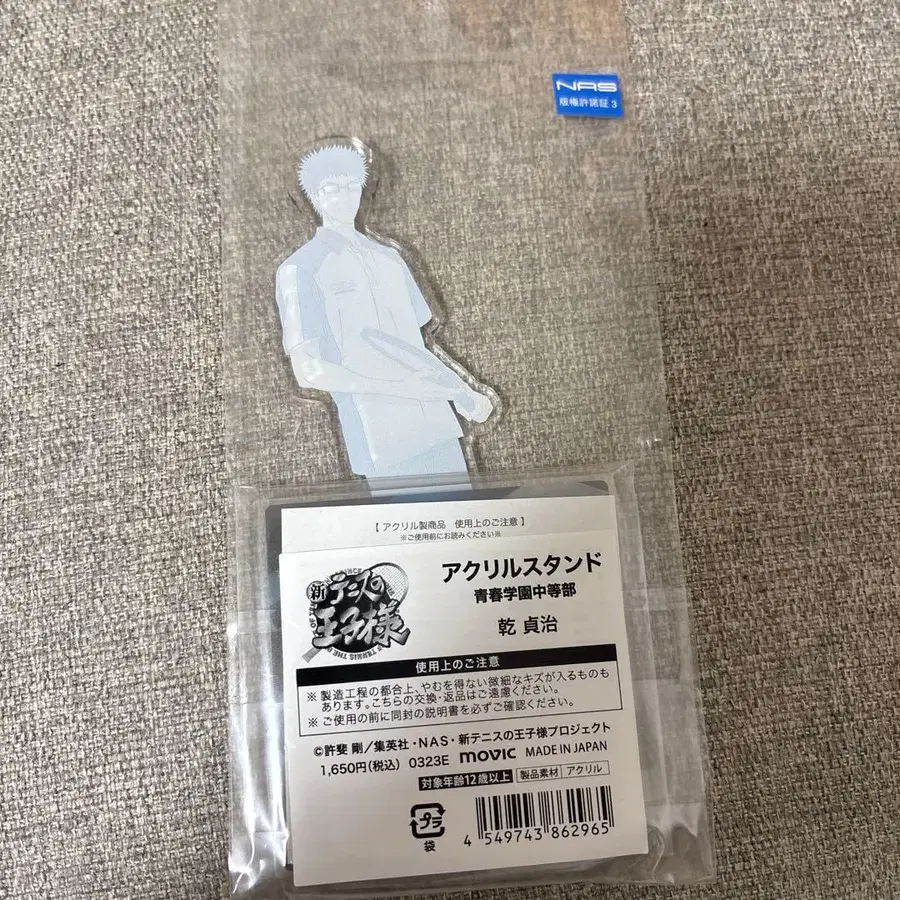 NAS
版権許諾証 3
【 アクリル製商品　使用上のご注意 】
※ご使用前にお読みください※
新テニスの
王子様
アクリルスタンド
青春学園中等部
乾 貞治
使用上のご注意
※ 製造工程の都合上、やむを得ない微細なキズが入るものも
あります。こちらの交換・返品はご遠慮ください。
※ ご使用の前に同封の説明書を必ずご確認ください。
©許斐 剛／集英社・NAS・新テニスの王子様プロジェクト
1,650円（税込） 0323E movic MADE IN JAPAN
対象年齢12歳以上 製品素材 アクリル
プラ
袋
4 549743 862965